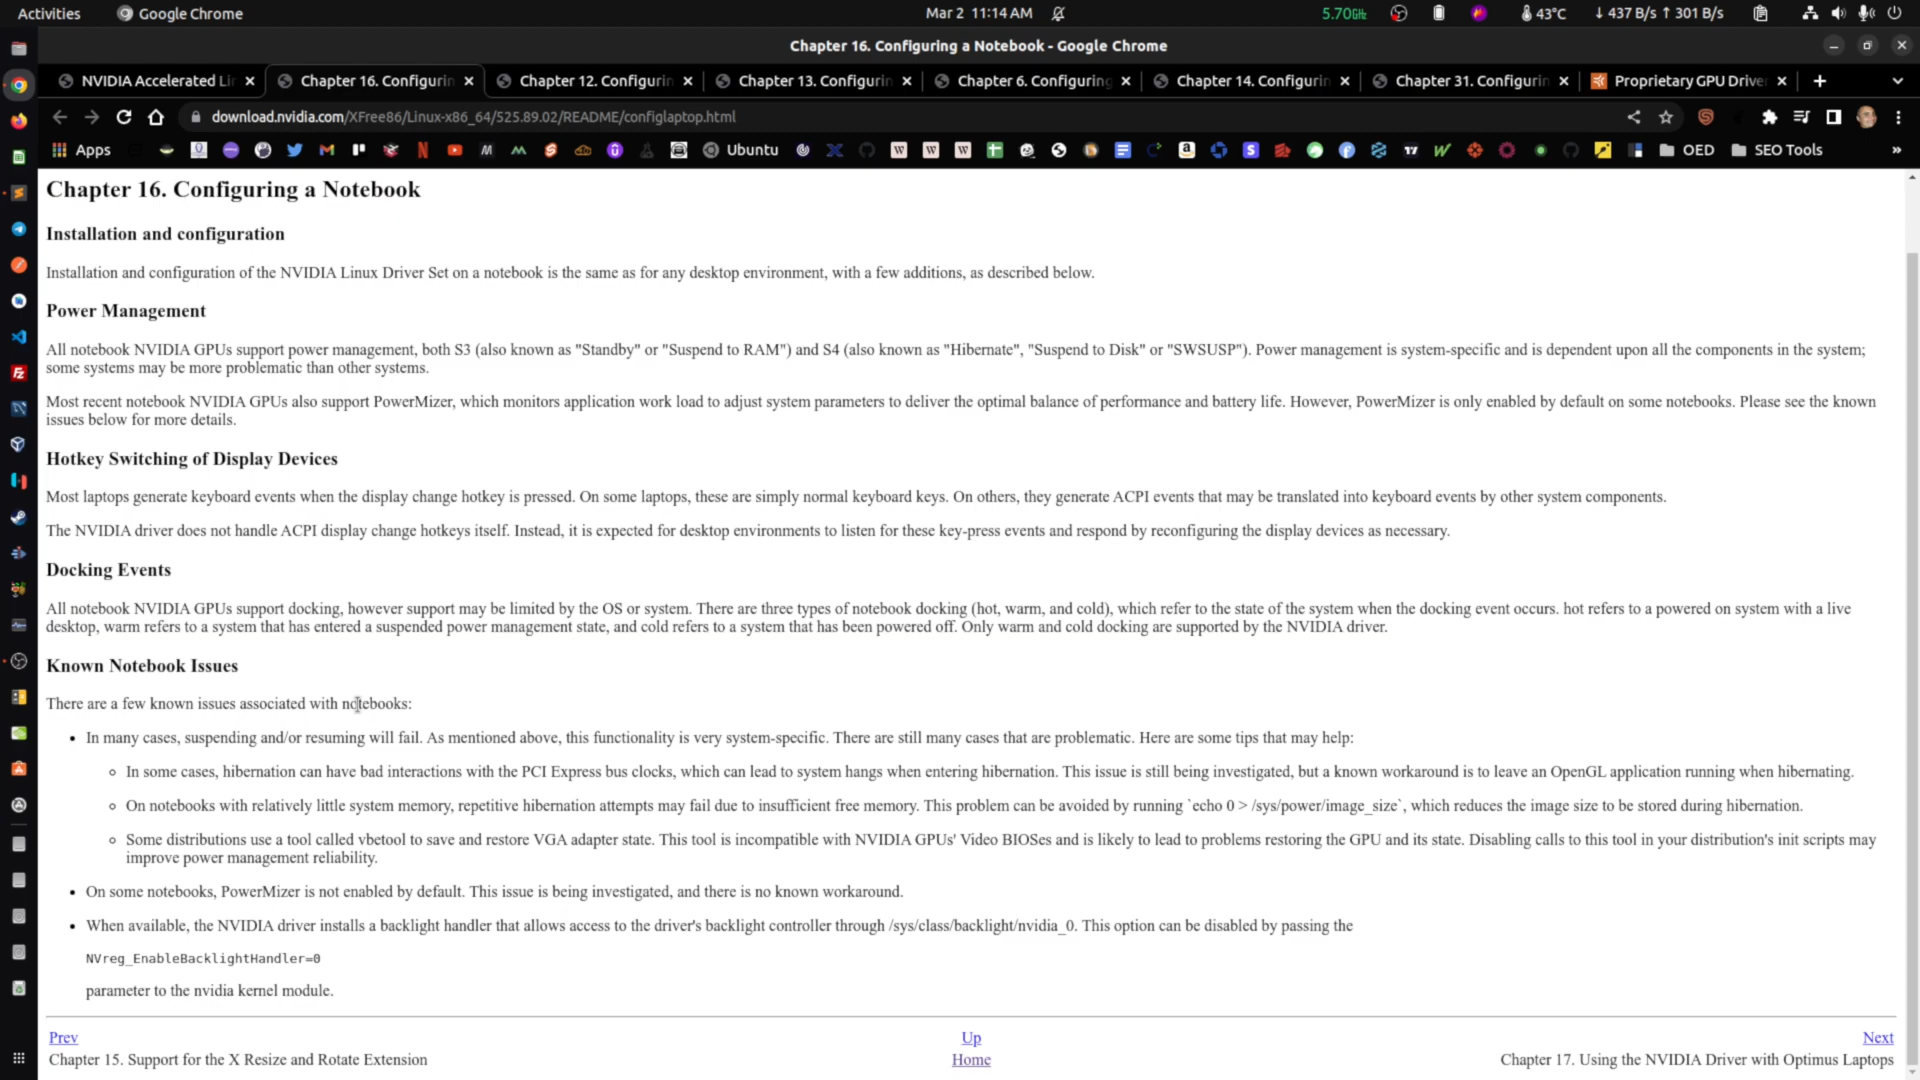 Activities
Google Chrome
Mar 2 11:14 AM
5.70GHz
43°C
↓ 437 B/s ↑ 301 B/s
Chapter 16. Configuring a Notebook - Google Chrome
NVIDIA Accelerated Lin
Chapter 16. Configurin
Chapter 12. Configurin
Chapter 13. Configurin
Chapter 6. Configuring
Chapter 14. Configurin
Chapter 31. Configurin
Proprietary GPU Driver
download.nvidia.com/XFree86/Linux-x86_64/525.89.02/README/configlaptop.html
Apps
Ubuntu
OED
SEO Tools
Chapter 16. Configuring a Notebook
Installation and configuration
Installation and configuration of the NVIDIA Linux Driver Set on a notebook is the same as for any desktop environment, with a few additions, as described below.
Power Management
All notebook NVIDIA GPUs support power management, both S3 (also known as "Standby" or "Suspend to RAM") and S4 (also known as "Hibernate", "Suspend to Disk" or "SWSUSP"). Power management is system-specific and is dependent upon all the components in the system;
some systems may be more problematic than other systems.
Most recent notebook NVIDIA GPUs also support PowerMizer, which monitors application work load to adjust system parameters to deliver the optimal balance of performance and battery life. However, PowerMizer is only enabled by default on some notebooks. Please see the known
issues below for more details.
Hotkey Switching of Display Devices
Most laptops generate keyboard events when the display change hotkey is pressed. On some laptops, these are simply normal keyboard keys. On others, they generate ACPI events that may be translated into keyboard events by other system components.
The NVIDIA driver does not handle ACPI display change hotkeys itself. Instead, it is expected for desktop environments to listen for these key-press events and respond by reconfiguring the display devices as necessary.
Docking Events
All notebook NVIDIA GPUs support docking, however support may be limited by the OS or system. There are three types of notebook docking (hot, warm, and cold), which refer to the state of the system when the docking event occurs. hot refers to a powered on system with a live
desktop, warm refers to a system that has entered a suspended power management state, and cold refers to a system that has been powered off. Only warm and cold docking are supported by the NVIDIA driver.
Known Notebook Issues
There are a few known issues associated with notebooks:
• In many cases, suspending and/or resuming will fail. As mentioned above, this functionality is very system-specific. There are still many cases that are problematic. Here are some tips that may help:
◦ In some cases, hibernation can have bad interactions with the PCI Express bus clocks, which can lead to system hangs when entering hibernation. This issue is still being investigated, but a known workaround is to leave an OpenGL application running when hibernating.
◦ On notebooks with relatively little system memory, repetitive hibernation attempts may fail due to insufficient free memory. This problem can be avoided by running `echo 0 > /sys/power/image_size`, which reduces the image size to be stored during hibernation.
◦ Some distributions use a tool called vbetool to save and restore VGA adapter state. This tool is incompatible with NVIDIA GPUs' Video BIOSes and is likely to lead to problems restoring the GPU and its state. Disabling calls to this tool in your distribution's init scripts may
improve power management reliability.
• On some notebooks, PowerMizer is not enabled by default. This issue is being investigated, and there is no known workaround.
• When available, the NVIDIA driver installs a backlight handler that allows access to the driver's backlight controller through /sys/class/backlight/nvidia_0. This option can be disabled by passing the
NVreg_EnableBacklightHandler=0
parameter to the nvidia kernel module.
Prev
Up
Next
Chapter 15. Support for the X Resize and Rotate Extension
Home
Chapter 17. Using the NVIDIA Driver with Optimus Laptops